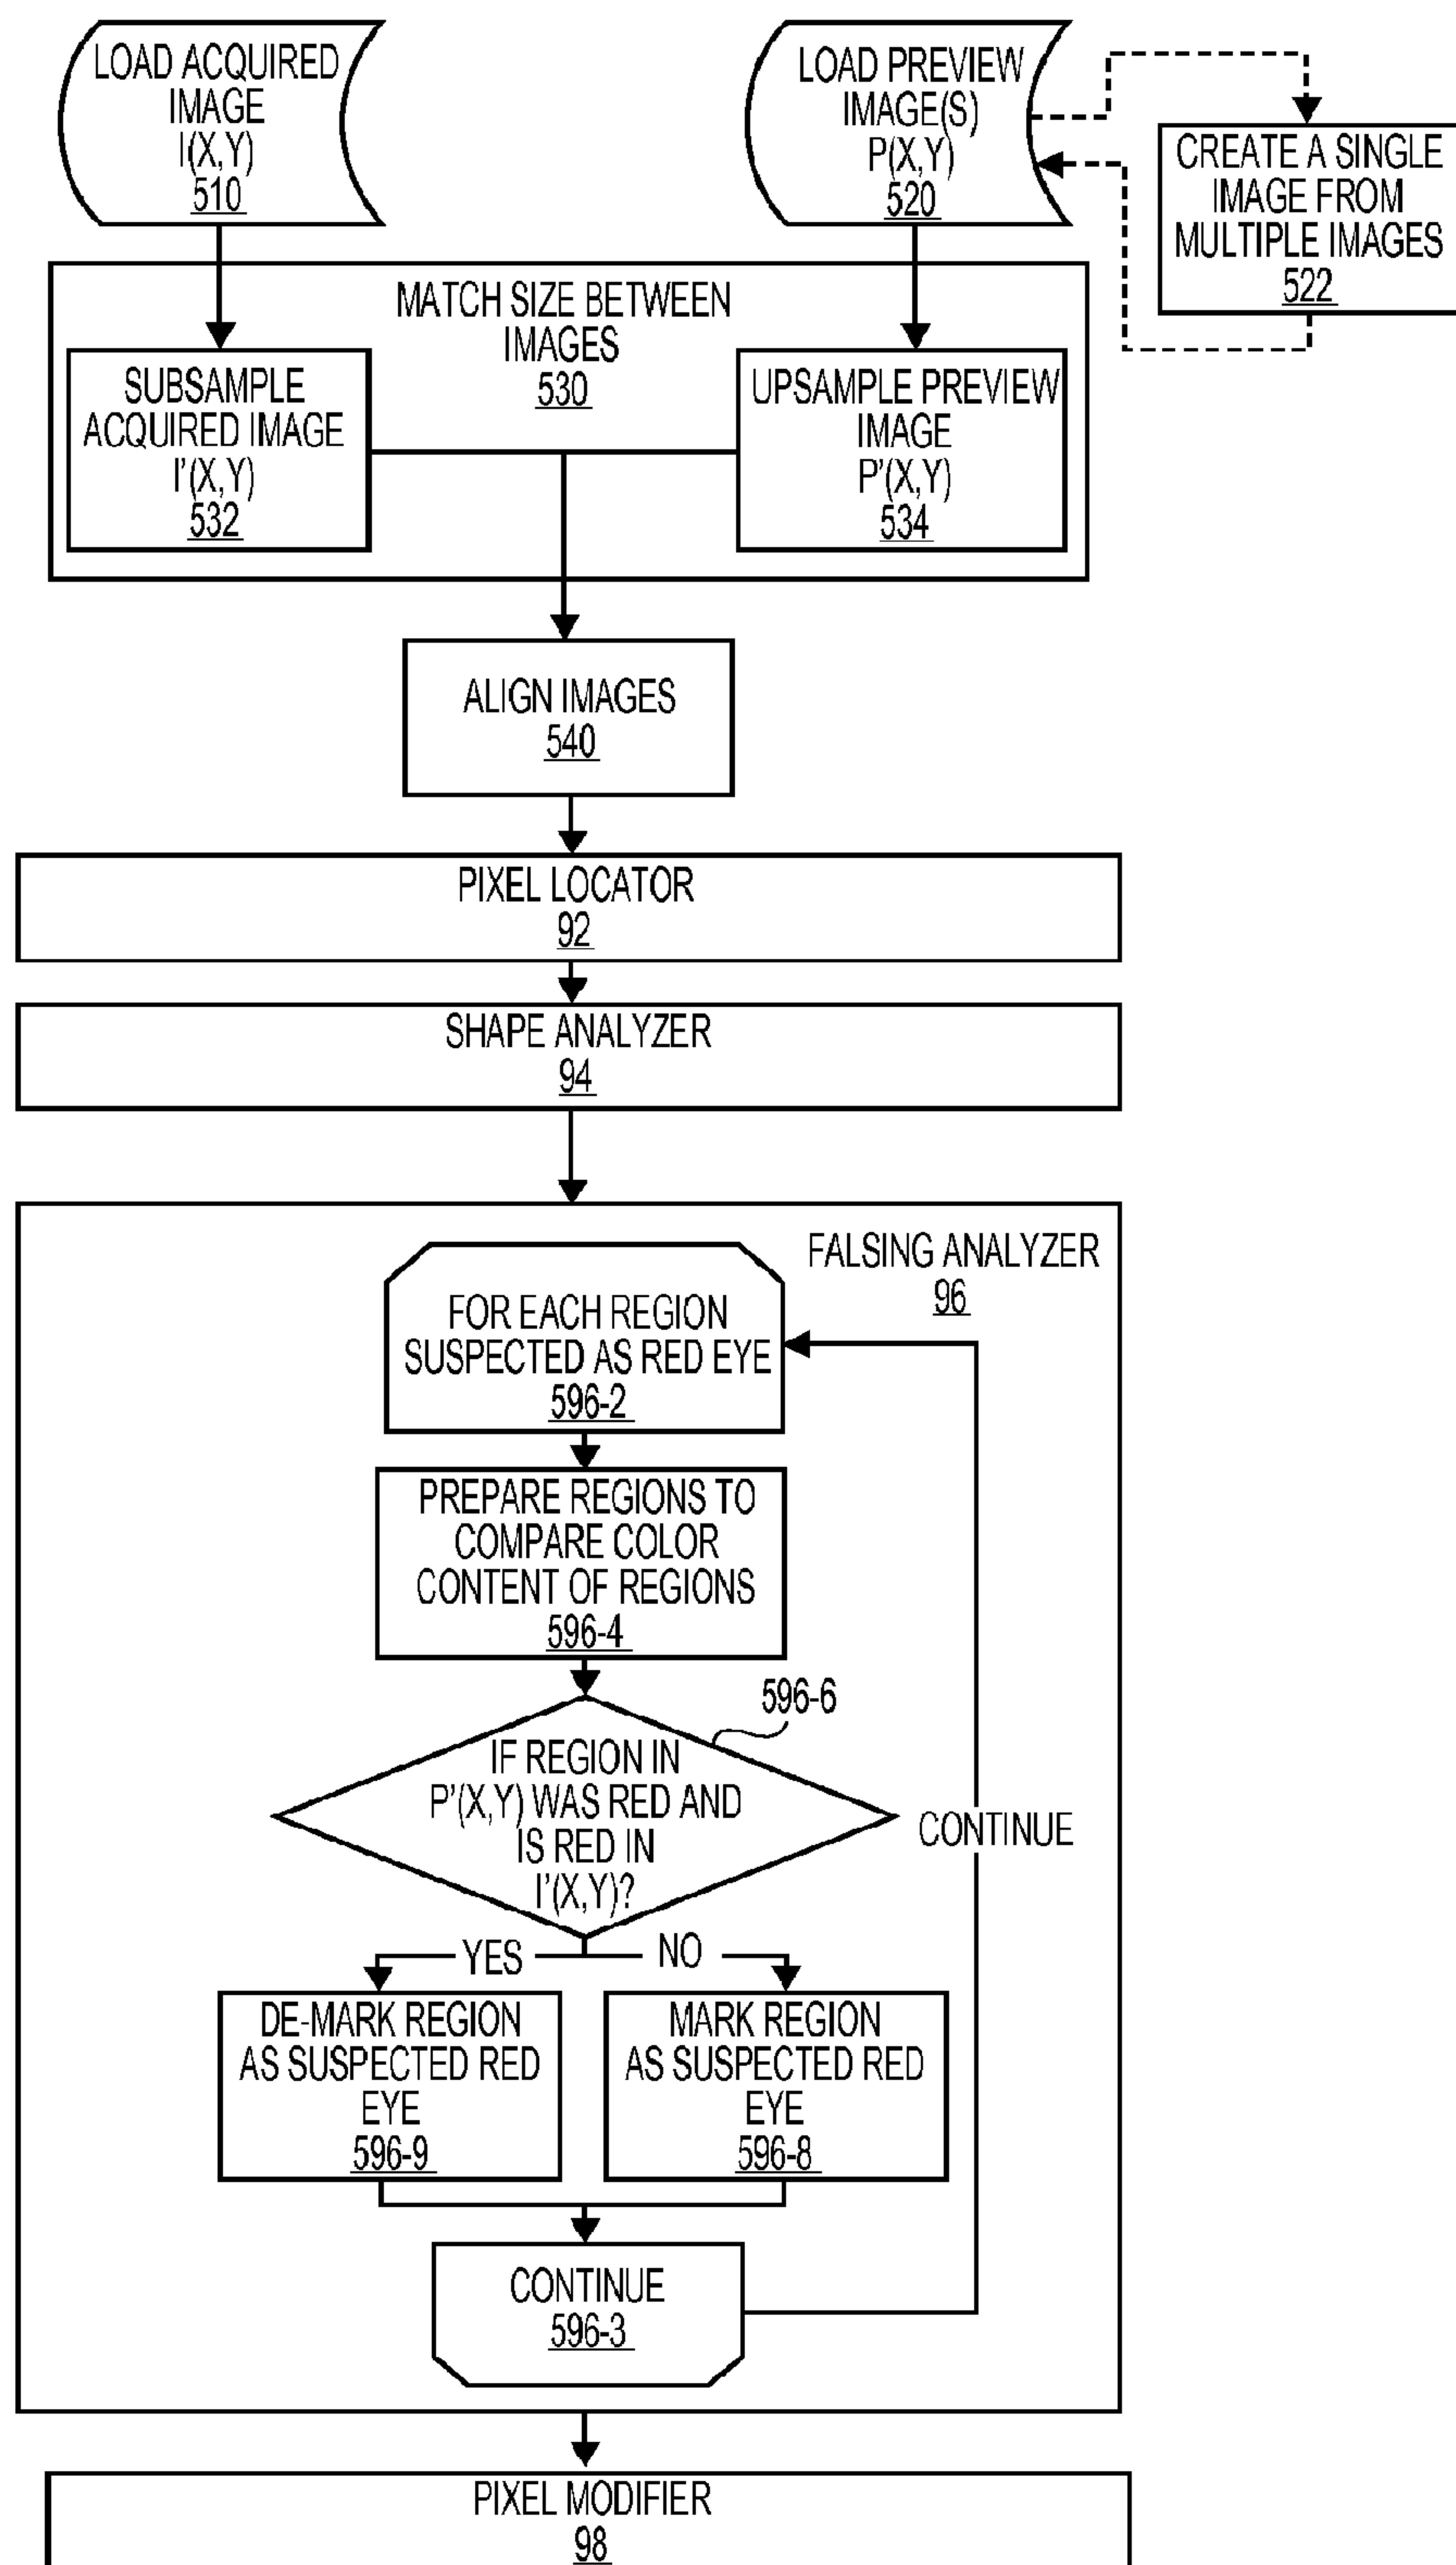 LOAD ACQUIRED
IMAGE
I(X,Y)
510
LOAD PREVIEW
IMAGE(S)
P(X,Y)
520
CREATE A SINGLE
IMAGE FROM
MULTIPLE IMAGES
522
MATCH SIZE BETWEEN
IMAGES
530
SUBSAMPLE
ACQUIRED IMAGE
I'(X,Y)
532
UPSAMPLE PREVIEW
IMAGE
P'(X,Y)
534
ALIGN IMAGES
540
PIXEL LOCATOR
92
SHAPE ANALYZER
94
FALSING ANALYZER
96
FOR EACH REGION
SUSPECTED AS RED EYE
596-2
PREPARE REGIONS TO
COMPARE COLOR
CONTENT OF REGIONS
596-4
596-6
IF REGION IN
P'(X,Y) WAS RED AND
IS RED IN
I'(X,Y)?
CONTINUE
YES
NO
DE-MARK REGION
AS SUSPECTED RED
EYE
596-9
MARK REGION
AS SUSPECTED RED
EYE
596-8
CONTINUE
596-3
PIXEL MODIFIER
98